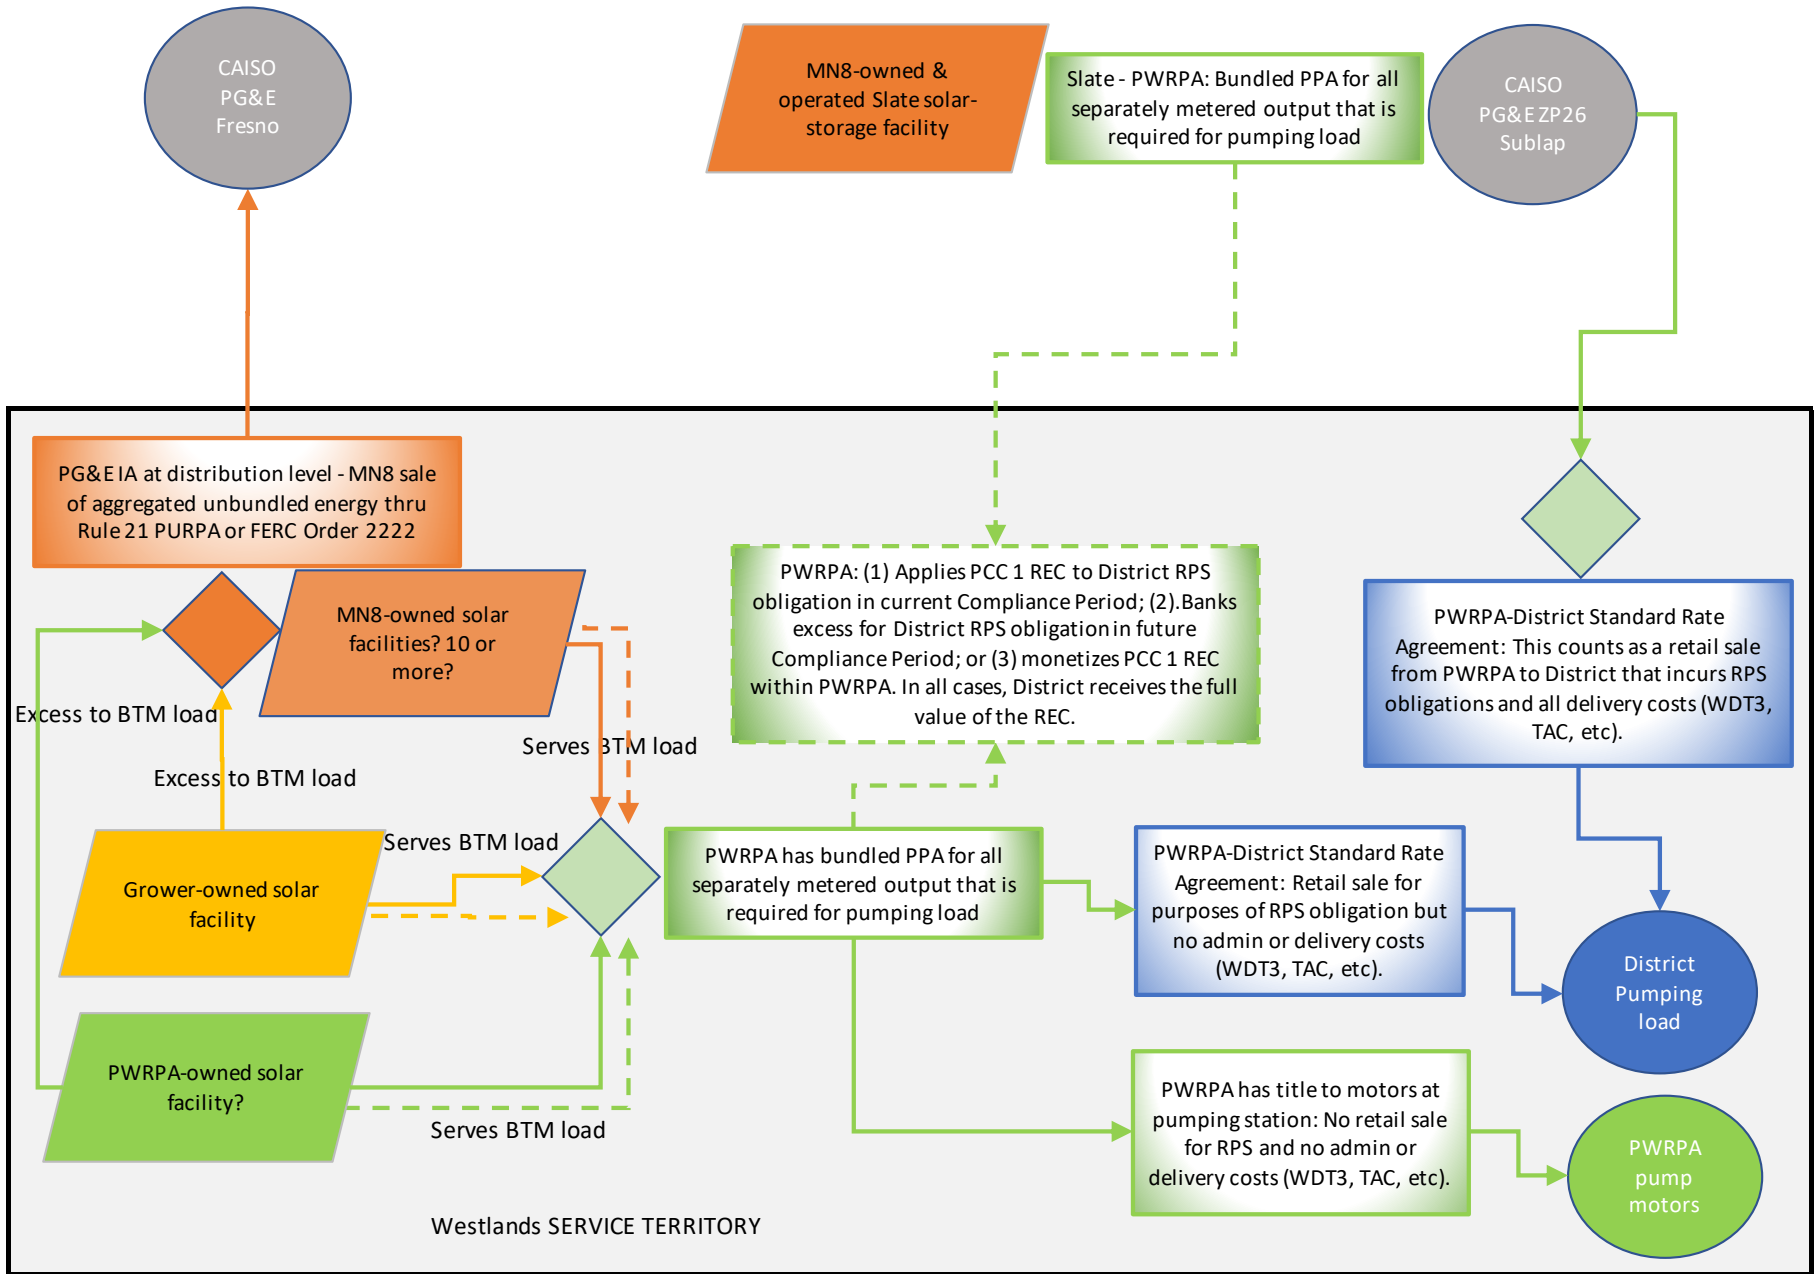 CAISO
PG&E
Fresno
MN8-owned &
operated Slate solar-
storage facility
Slate - PWRPA: Bundled PPA for all
separately metered output that is
required for pumping load
CAISO
PG&E ZP26
Sublap
PG&E IA at distribution level - MN8 sale
of aggregated unbundled energy thru
Rule 21 PURPA or FERC Order 2222
MN8-owned solar
facilities? 10 or
more?
Excess to BTM load
Serves BTM load
Excess to BTM load
PWRPA: (1) Applies PCC 1 REC to District RPS
obligation in current Compliance Period; (2).Banks
excess for District RPS obligation in future
Compliance Period; or (3) monetizes PCC 1 REC
within PWRPA. In all cases, District receives the full
value of the REC.
PWRPA-District Standard Rate
Agreement: This counts as a retail sale
from PWRPA to District that incurs RPS
obligations and all delivery costs (WDT3,
TAC, etc).
Serves BTM load
Grower-owned solar
facility
PWRPA has bundled PPA for all
separately metered output that is
required for pumping load
PWRPA-District Standard Rate
Agreement: Retail sale for
purposes of RPS obligation but
no admin or delivery costs
(WDT3, TAC, etc).
District
Pumping
load
PWRPA-owned solar
facility?
Serves BTM load
PWRPA has title to motors at
pumping station: No retail sale
for RPS and no admin or
delivery costs (WDT3, TAC, etc).
PWRPA
pump
motors
Westlands SERVICE TERRITORY